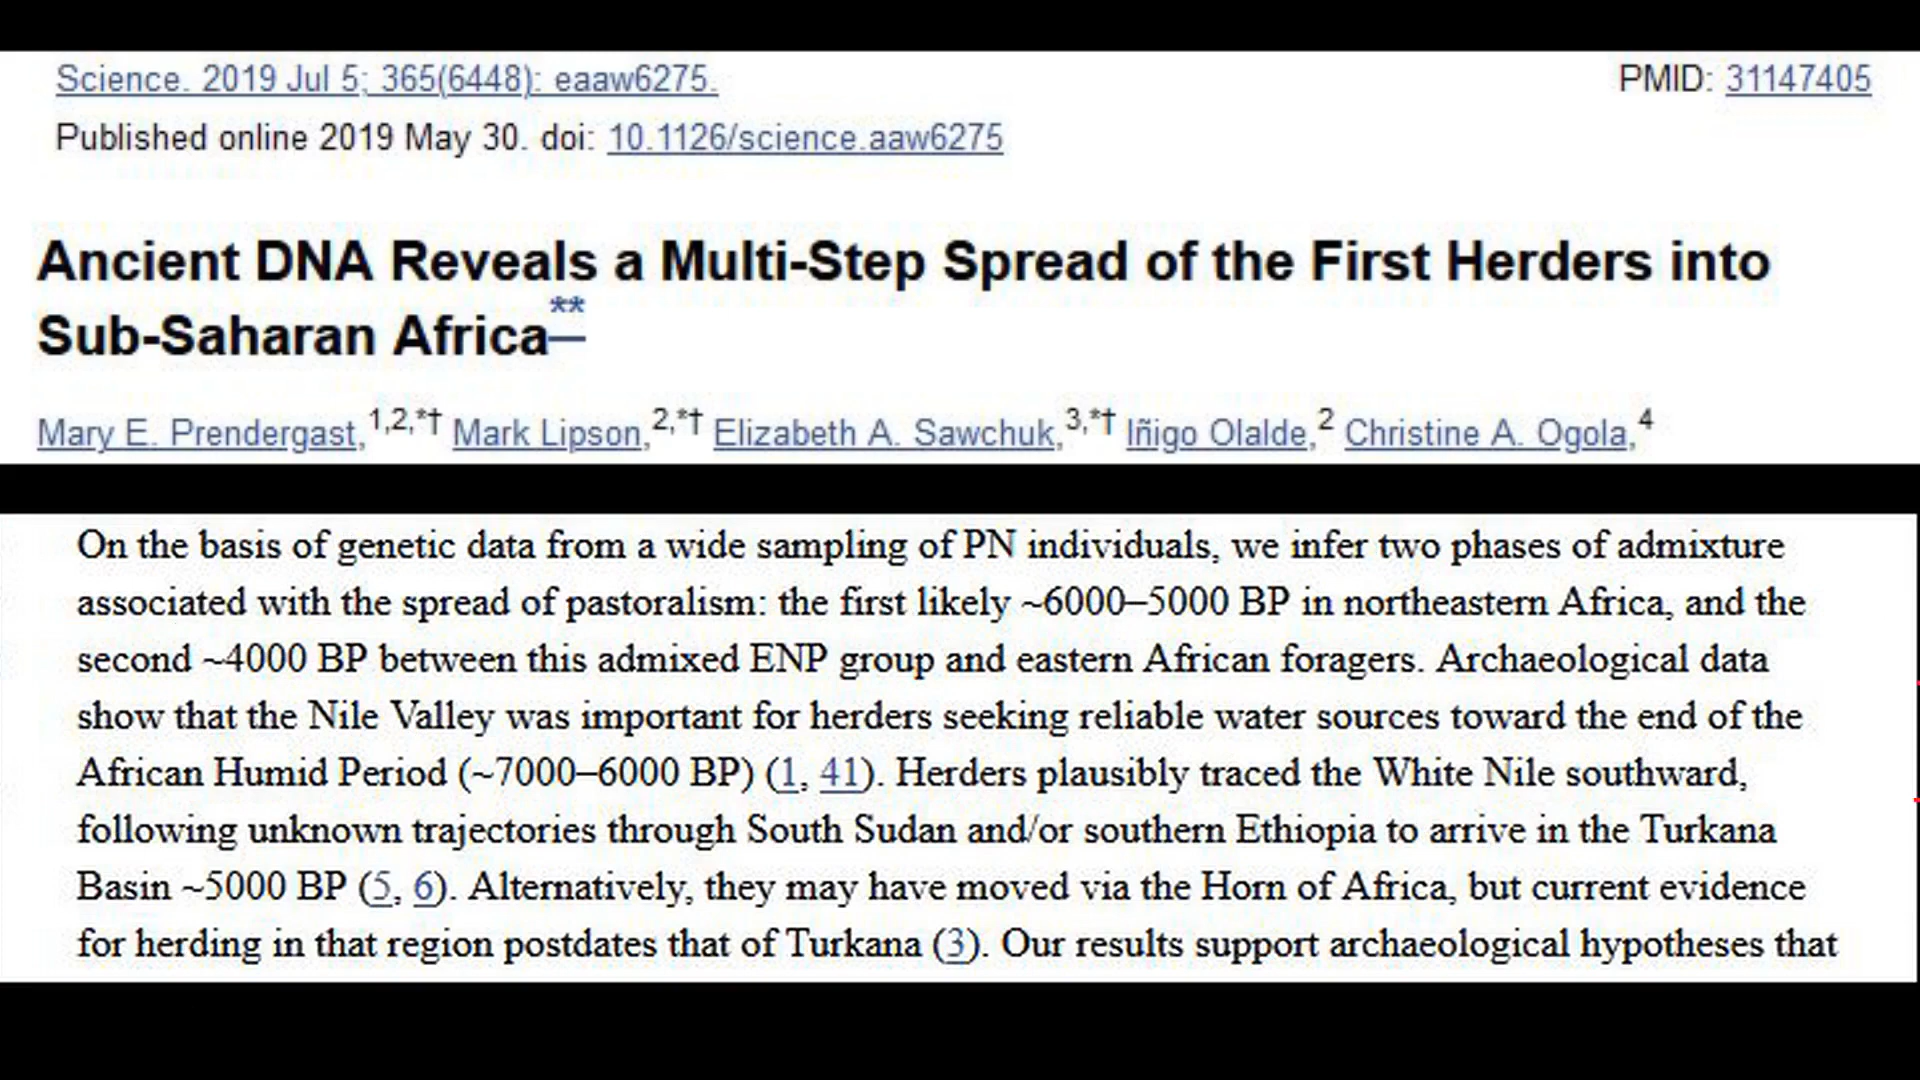 Science. 2019 Jul 5; 365(6448): eaaw6275.
PMID: 31147405
Published online 2019 May 30. doi: 10.1126/science.aaw6275
Ancient DNA Reveals a Multi-Step Spread of the First Herders into
Sub-Saharan Africa**
Mary E. Prendergast,1,2,*† Mark Lipson,2,*† Elizabeth A. Sawchuk,3,*† Iñigo Olalde,2 Christine A. Ogola,4
On the basis of genetic data from a wide sampling of PN individuals, we infer two phases of admixture
associated with the spread of pastoralism: the first likely ~6000–5000 BP in northeastern Africa, and the
second ~4000 BP between this admixed ENP group and eastern African foragers. Archaeological data
show that the Nile Valley was important for herders seeking reliable water sources toward the end of the
African Humid Period (~7000–6000 BP) (1, 41). Herders plausibly traced the White Nile southward,
following unknown trajectories through South Sudan and/or southern Ethiopia to arrive in the Turkana
Basin ~5000 BP (5, 6). Alternatively, they may have moved via the Horn of Africa, but current evidence
for herding in that region postdates that of Turkana (3). Our results support archaeological hypotheses that